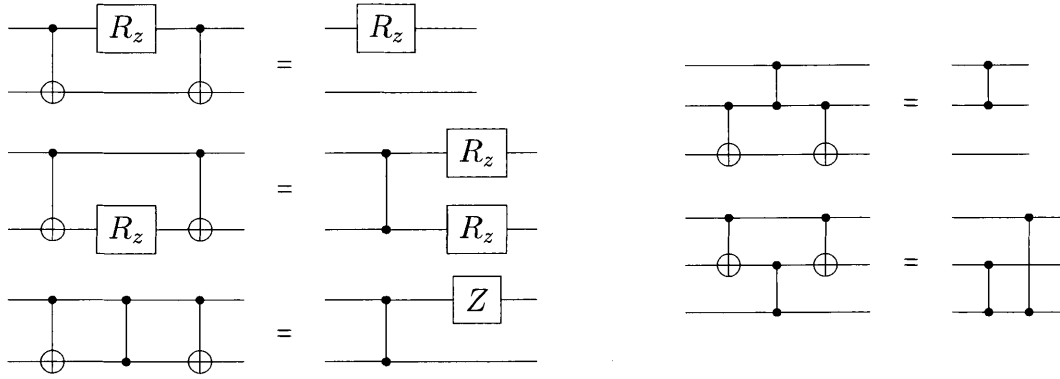 R_z = R_z
=
R_z = R_z
R_z
= Z
=